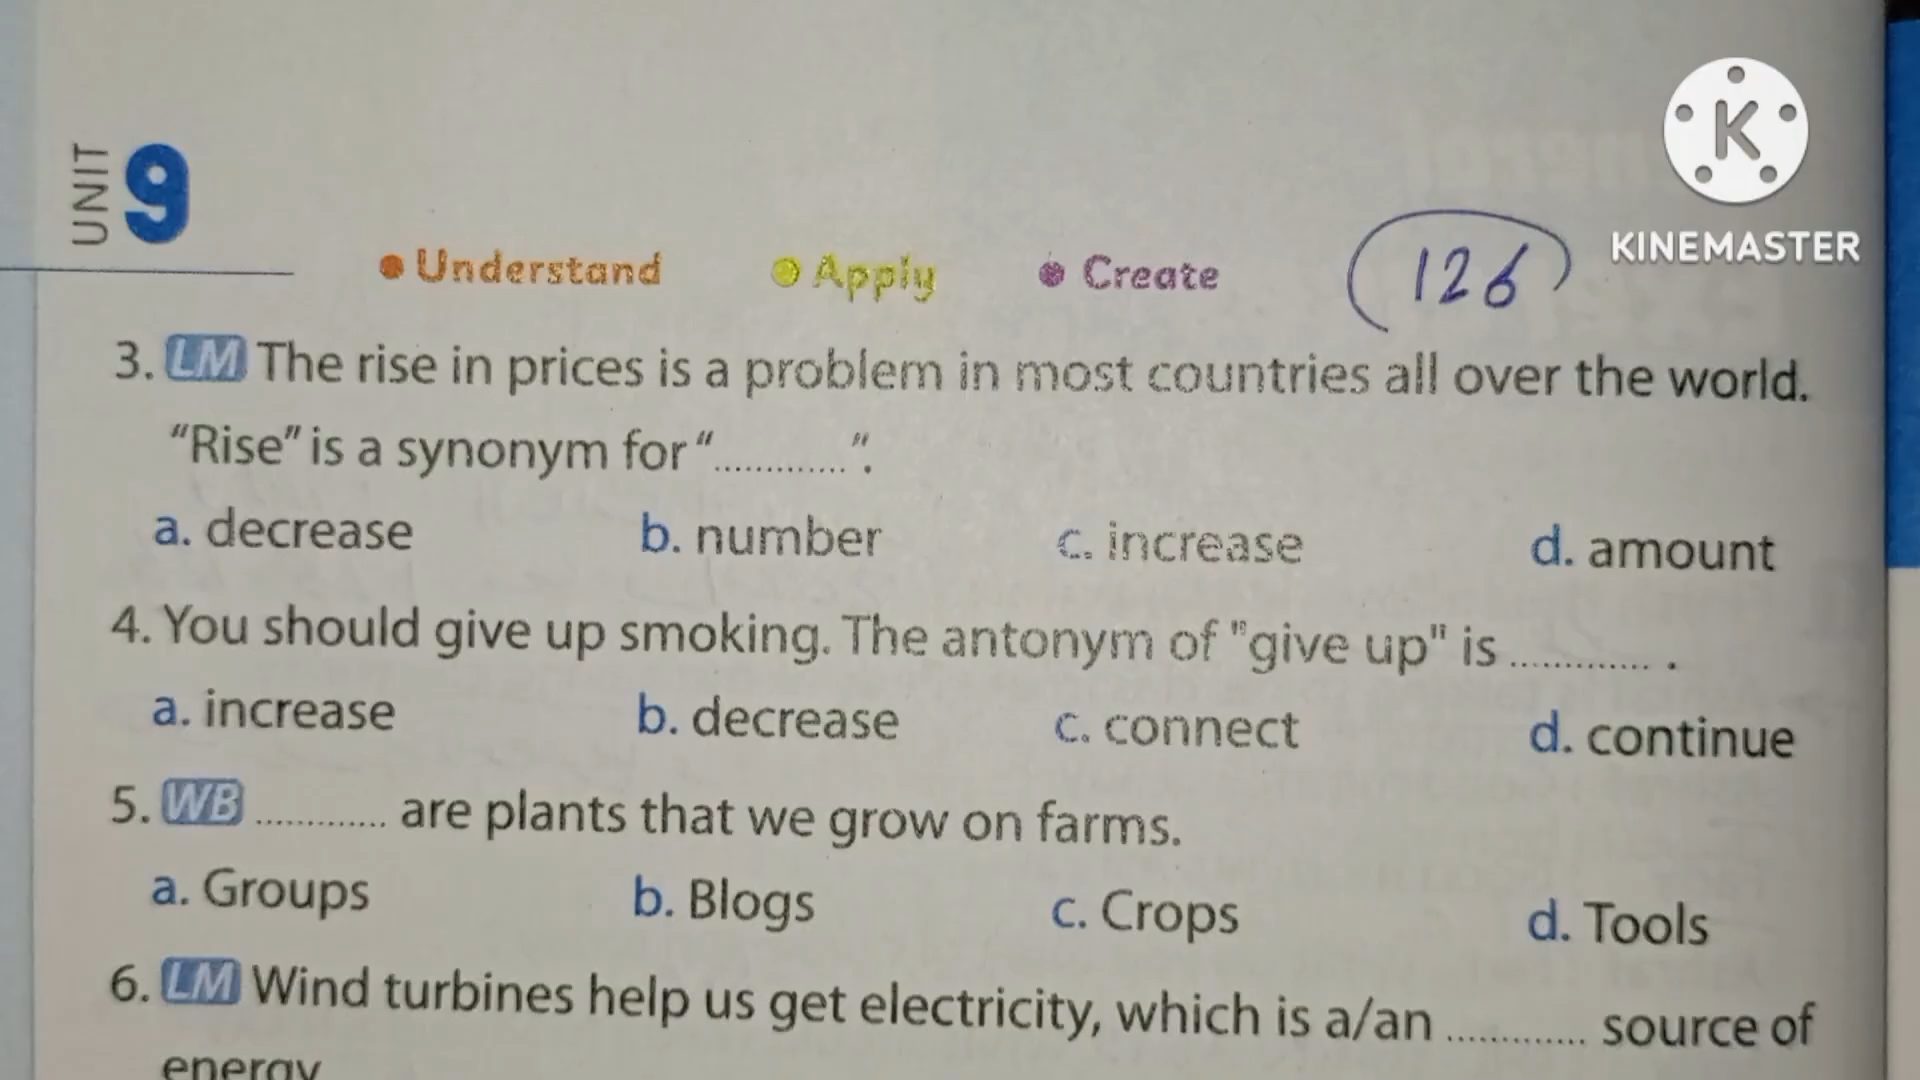 UNIT 9
Understand Apply Create 126
K
KINEMASTER
3. LM The rise in prices is a problem in most countries all over the world.
“Rise” is a synonym for “.............”.
a. decrease b. number c. increase d. amount
4. You should give up smoking. The antonym of "give up" is ............. .
a. increase b. decrease c. connect d. continue
5. WB ............. are plants that we grow on farms.
a. Groups b. Blogs c. Crops d. Tools
6. LM Wind turbines help us get electricity, which is a/an ............. source of
energy